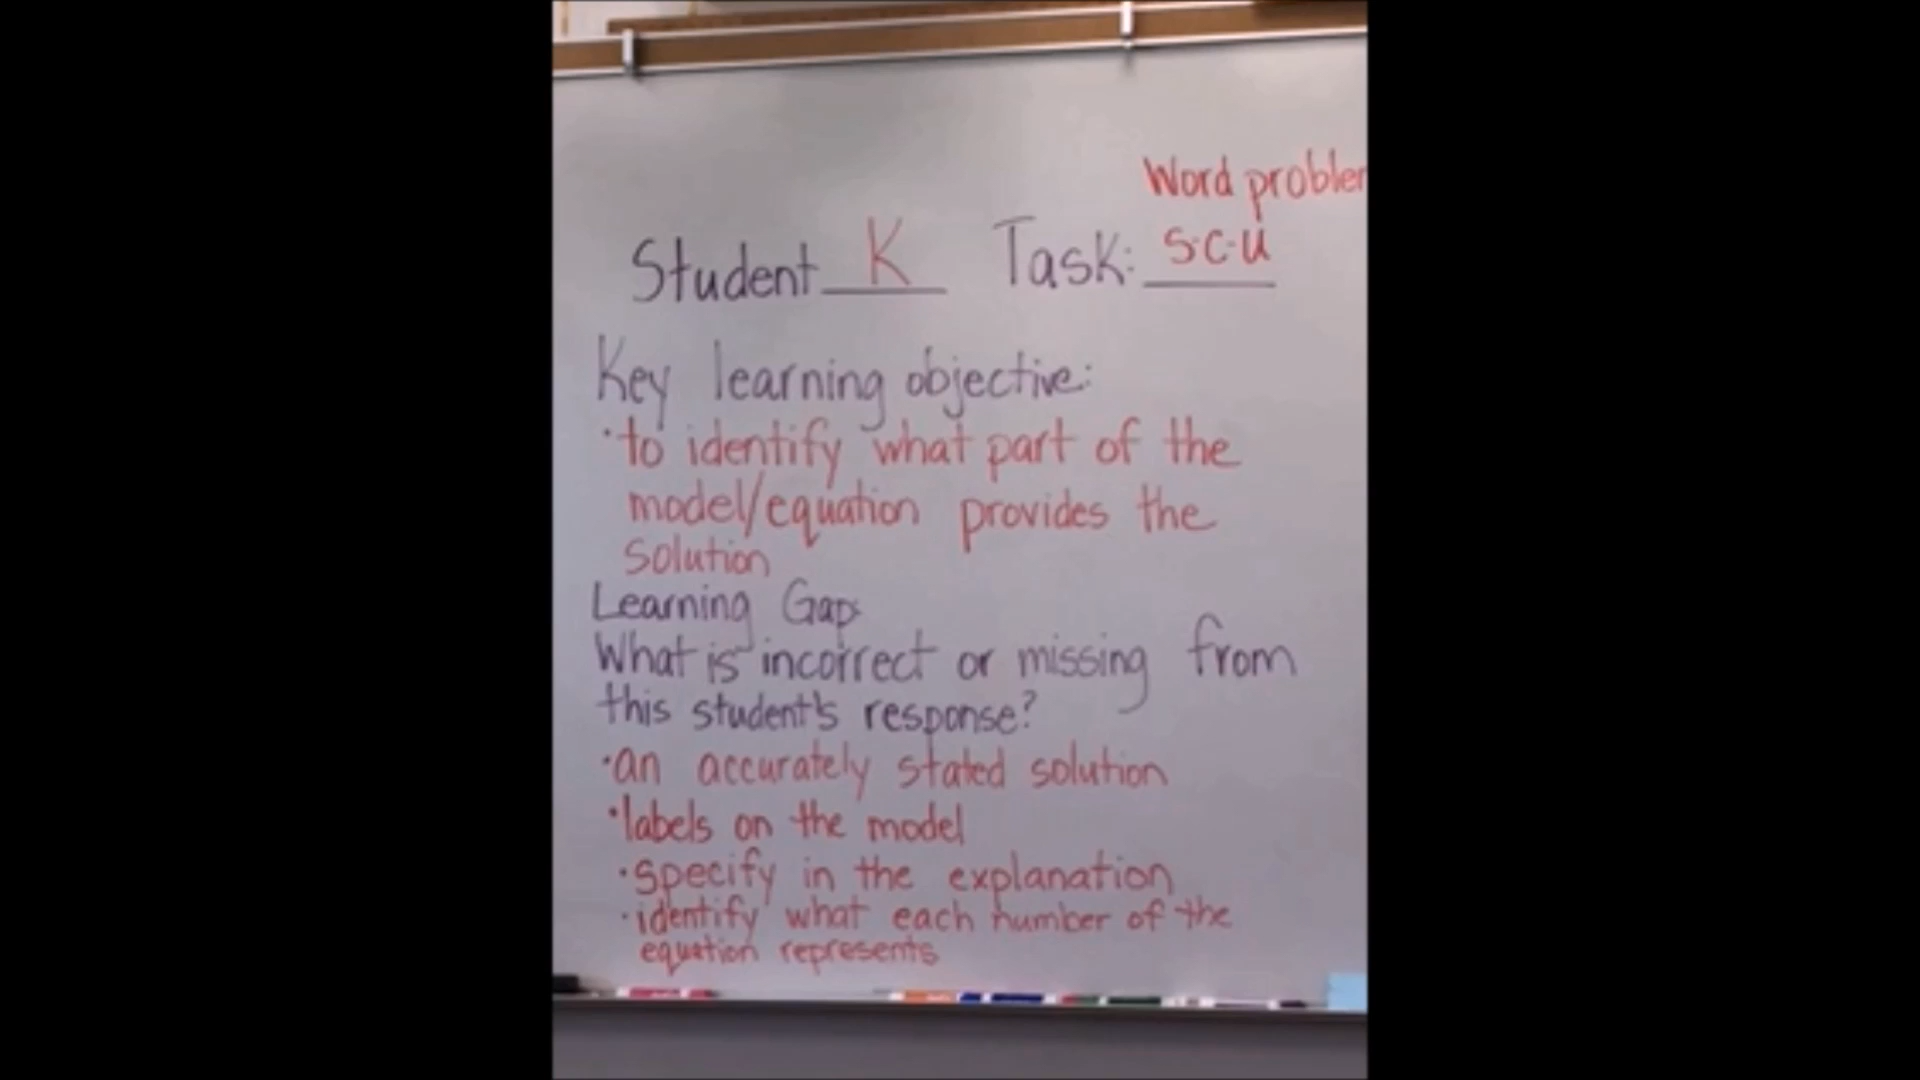 Word problem
Student K Task: S.C.U
Key learning objective:
· to identify what part of the
model/equation provides the
solution
Learning Gap:
What is incorrect or missing from
this student's response?
· an accurately stated solution
· labels on the model
· specify in the explanation
· identify what each number of the
equation represents